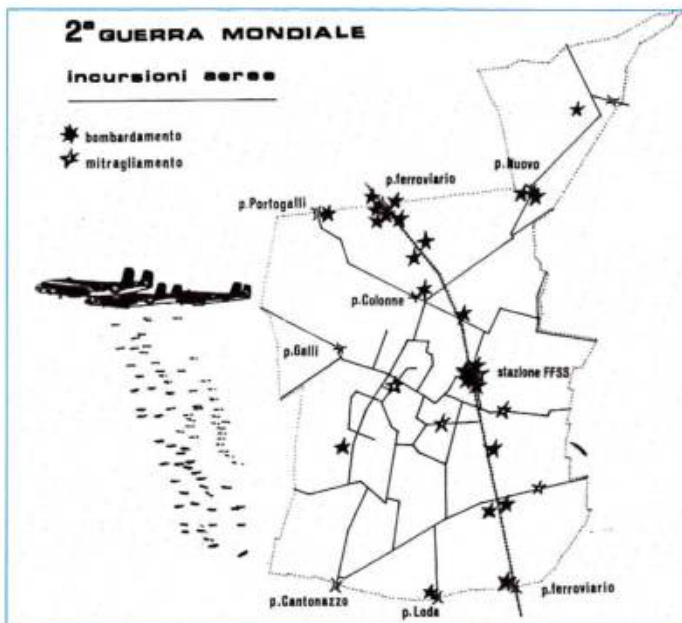 2ª GUERRA MONDIALE
incursioni aeree
bombardamento
mitragliamento
p.Nuovo
p.ferroviario
p.Portogalli
p.Colonne
p.Galli
stazione FFSS
p.Cantonazzo
p.Loda
p.ferroviario